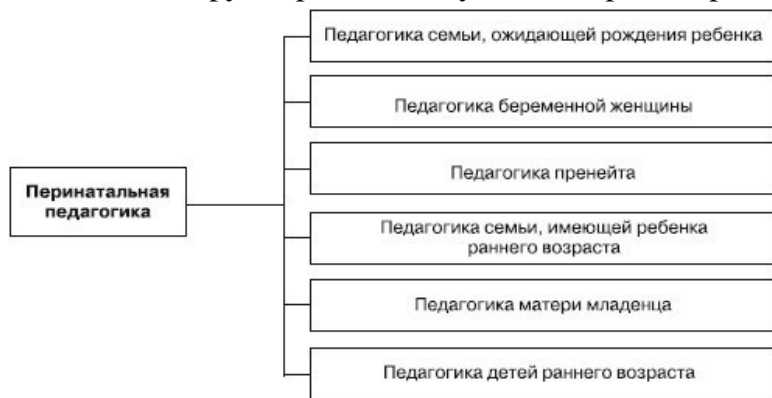 Педагогика семьи, ожидающей рождения ребенка
Педагогика беременной женщины
Педагогика пренейта
Перинатальная
педагогика
Педагогика семьи, имеющей ребенка
раннего возраста
Педагогика матери младенца
Педагогика детей раннего возраста